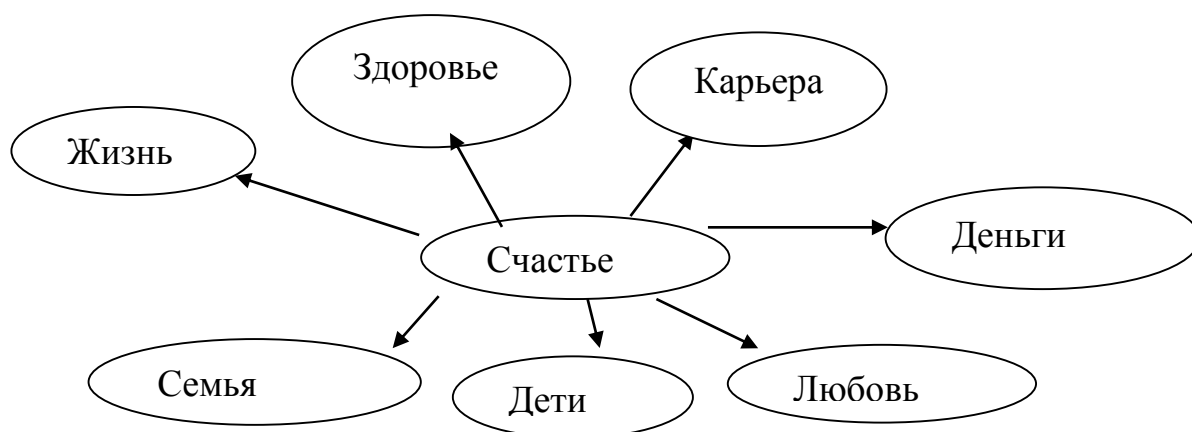 Здоровье
Карьера
Жизнь
Деньги
Счастье
Семья
Дети
Любовь